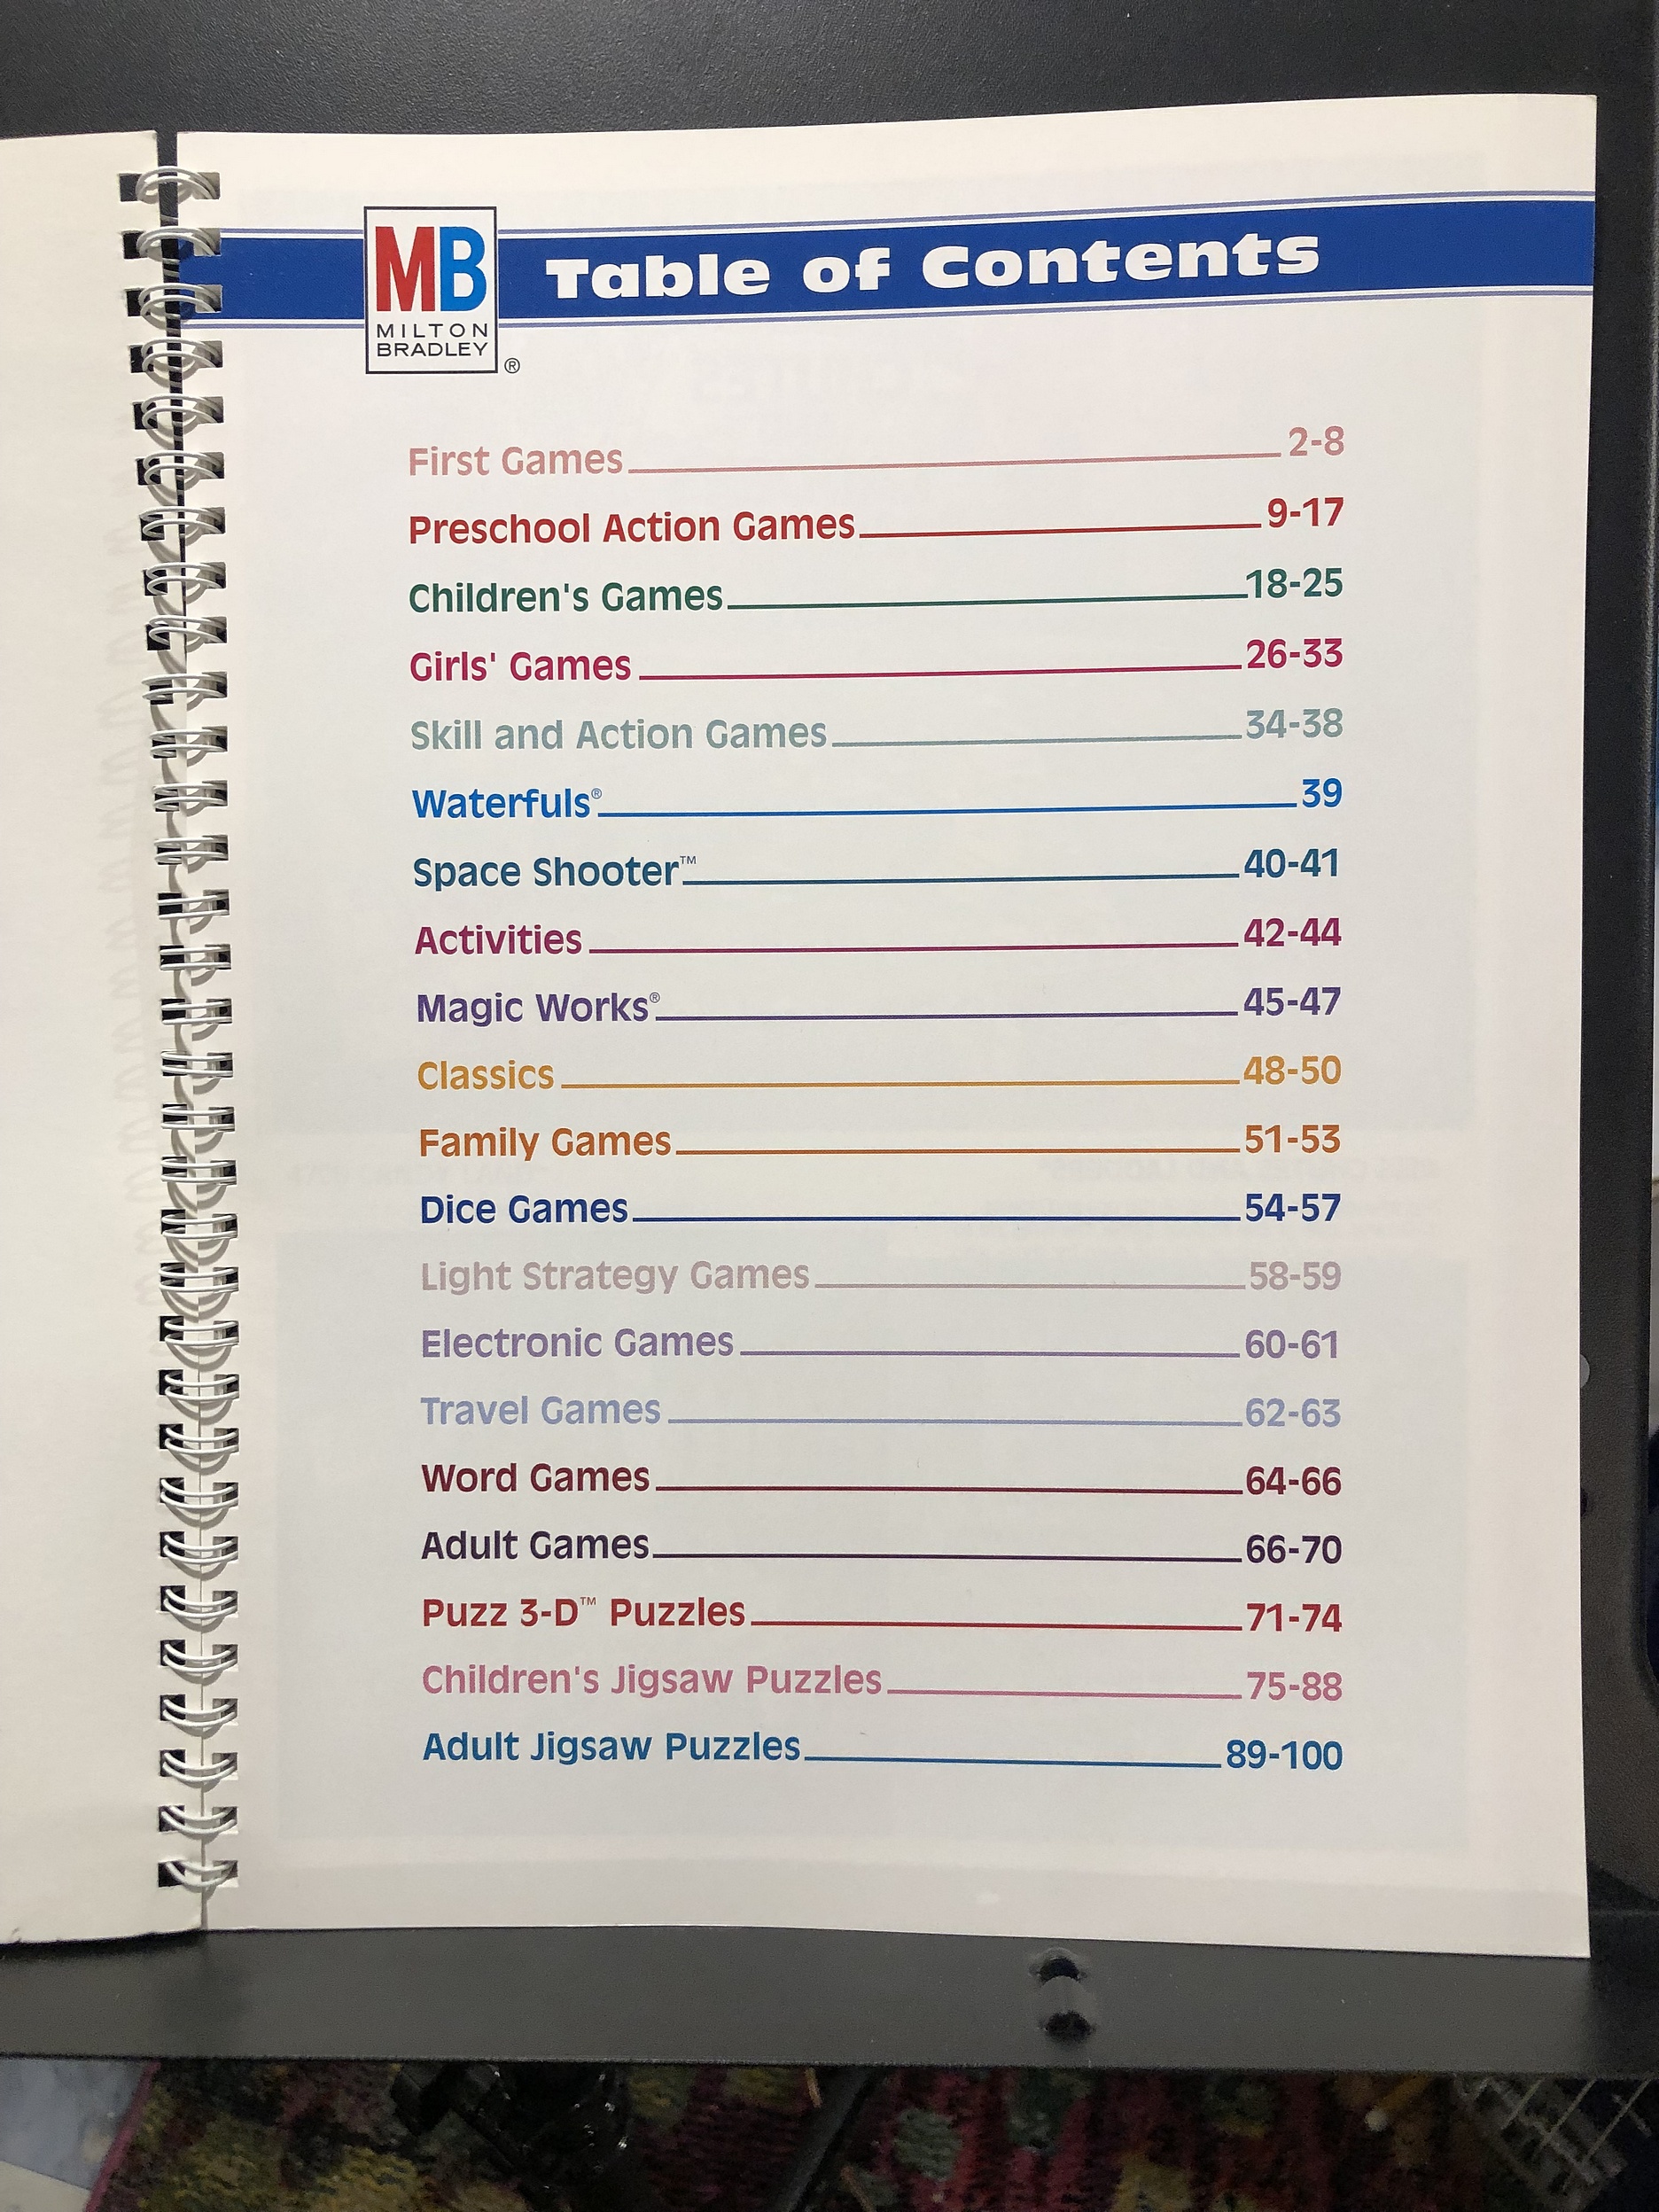 MB
MILTON
BRADLEY ®
Table of Contents
First Games 2-8
Preschool Action Games 9-17
Children's Games 18-25
Girls' Games 26-33
Skill and Action Games 34-38
Waterfuls® 39
Space Shooter™ 40-41
Activities 42-44
Magic Works® 45-47
Classics 48-50
Family Games 51-53
Dice Games 54-57
Light Strategy Games 58-59
Electronic Games 60-61
Travel Games 62-63
Word Games 64-66
Adult Games 66-70
Puzz 3-D™ Puzzles 71-74
Children's Jigsaw Puzzles 75-88
Adult Jigsaw Puzzles 89-100